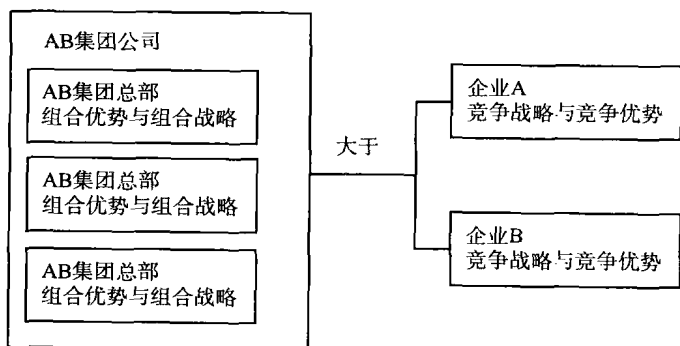 AB集团公司
AB集团总部
组合优势与组合战略
AB集团总部
组合优势与组合战略
AB集团总部
组合优势与组合战略
大于
企业A
竞争战略与竞争优势
企业B
竞争战略与竞争优势